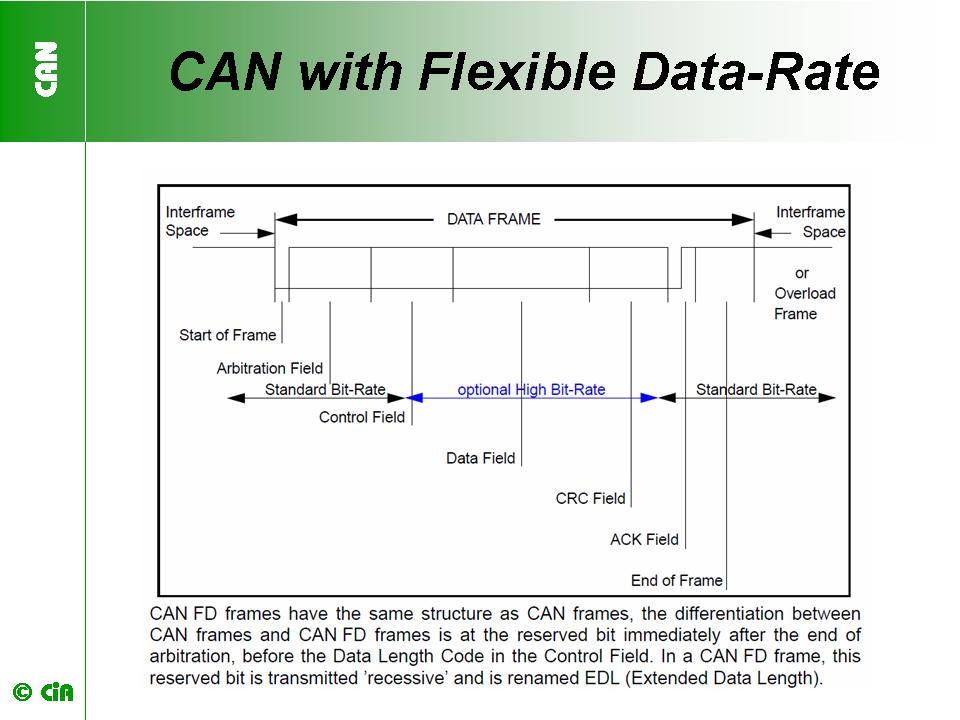 CAN
CAN with Flexible Data-Rate
Interframe
Space
DATA FRAME
Interframe
Space
or
Overload
Frame
Start of Frame
Arbitration Field
Standard Bit-Rate
optional High Bit-Rate
Standard Bit-Rate
Control Field
Data Field
CRC Field
ACK Field
End of Frame
CAN FD frames have the same structure as CAN frames, the differentiation between
CAN frames and CAN FD frames is at the reserved bit immediately after the end of
arbitration, before the Data Length Code in the Control Field. In a CAN FD frame, this
reserved bit is transmitted ’recessive’ and is renamed EDL (Extended Data Length).
© CiA